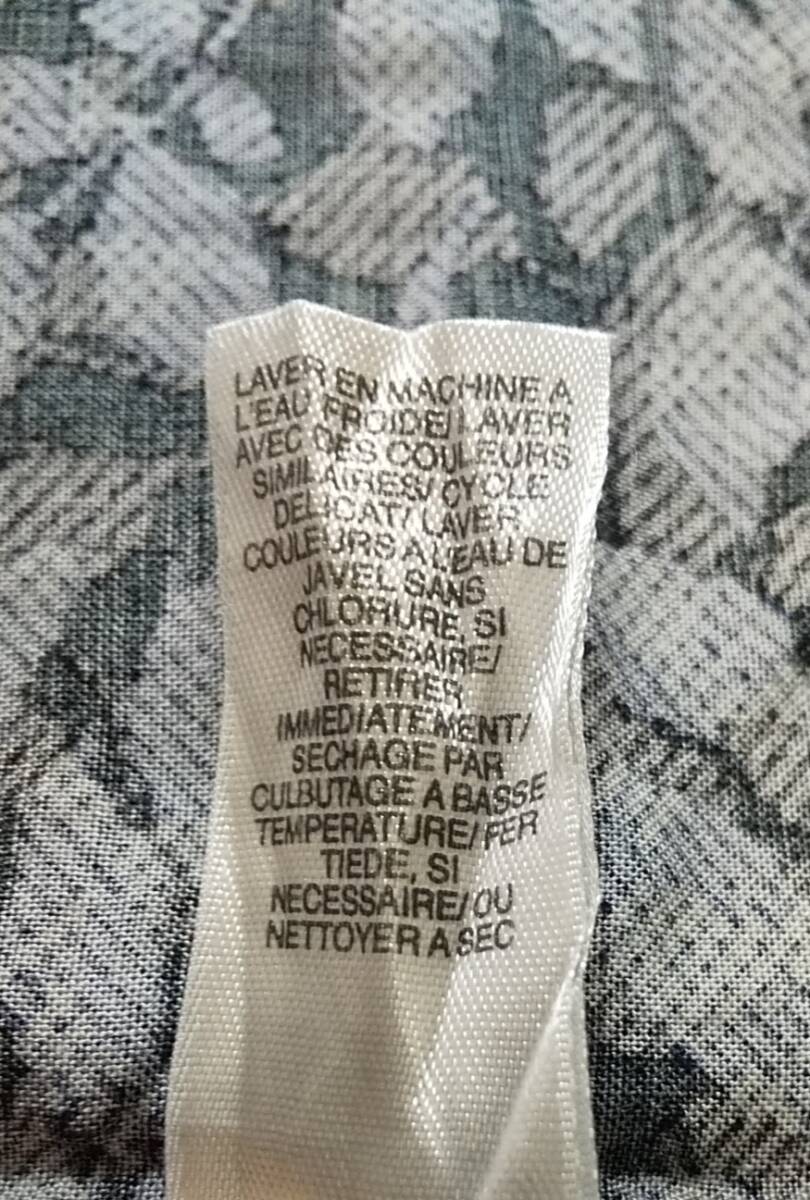 LAVER EN MACHINE A
L'EAU FROIDE/ LAVER
AVEC DES COULEURS
SIMILAIRES/ CYCLE
DELICAT/ LAVER
COULEURS A L'EAU DE
JAVEL SANS
CHLORURE, SI
NECESSAIRE/
RETIRER
IMMEDIATEMENT/
SECHAGE PAR
CULBUTAGE A BASSE
TEMPERATURE/ FER
TIEDE, SI
NECESSAIRE/ OU
NETTOYER A SEC